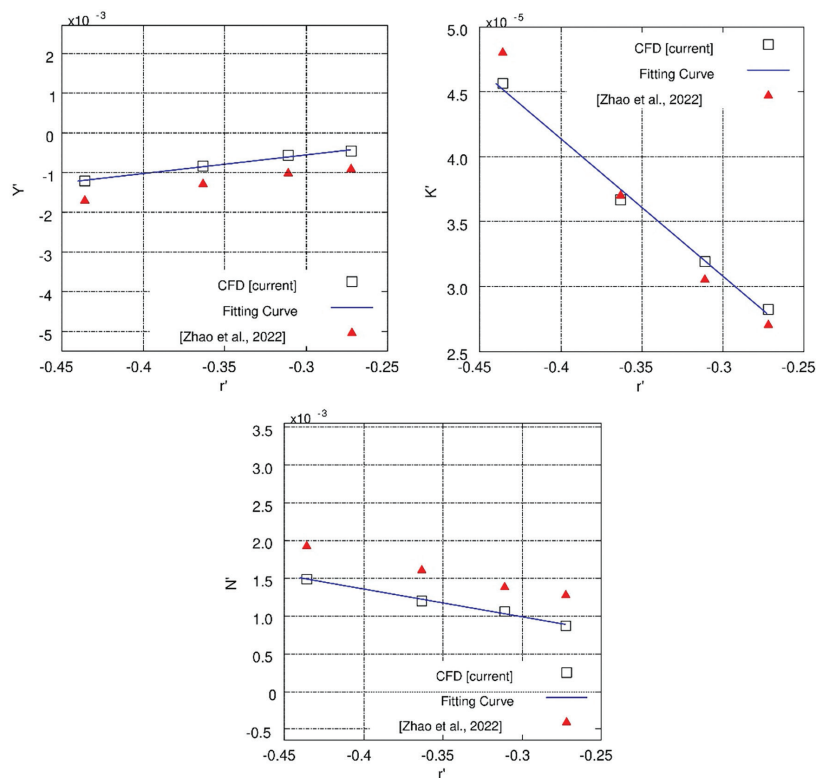 x10 -3
2
1
0
-1
-2
-3
-4
-5
Y'
CFD [current]
Fitting Curve
[Zhao et al., 2022]
-0.45 -0.4 -0.35 -0.3 -0.25
r'
x10 -5
5.0
4.5
4.0
3.5
3.0
2.5
K'
CFD [current]
Fitting Curve
[Zhao et al., 2022]
-0.45 -0.4 -0.35 -0.3 -0.25
r'
x10 -3
3.5
3.0
2.5
2.0
1.5
1.0
0.5
0
-0.5
N'
CFD [current]
Fitting Curve
[Zhao et al., 2022]
-0.45 -0.4 -0.35 -0.3 -0.25
r'